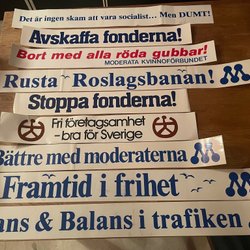 Det är ingen skam att vara socialist... Men DUMT!
Avskaffa fonderna!
Bort med alla röda gubbar!
MODERATA KVINNOFÖRBUNDET
Rusta Roslagsbanan!
Stoppa fonderna!
Fri företagsamhet
- bra för Sverige
Bättre med moderaterna
Framtid i frihet
ans & Balans i trafiken